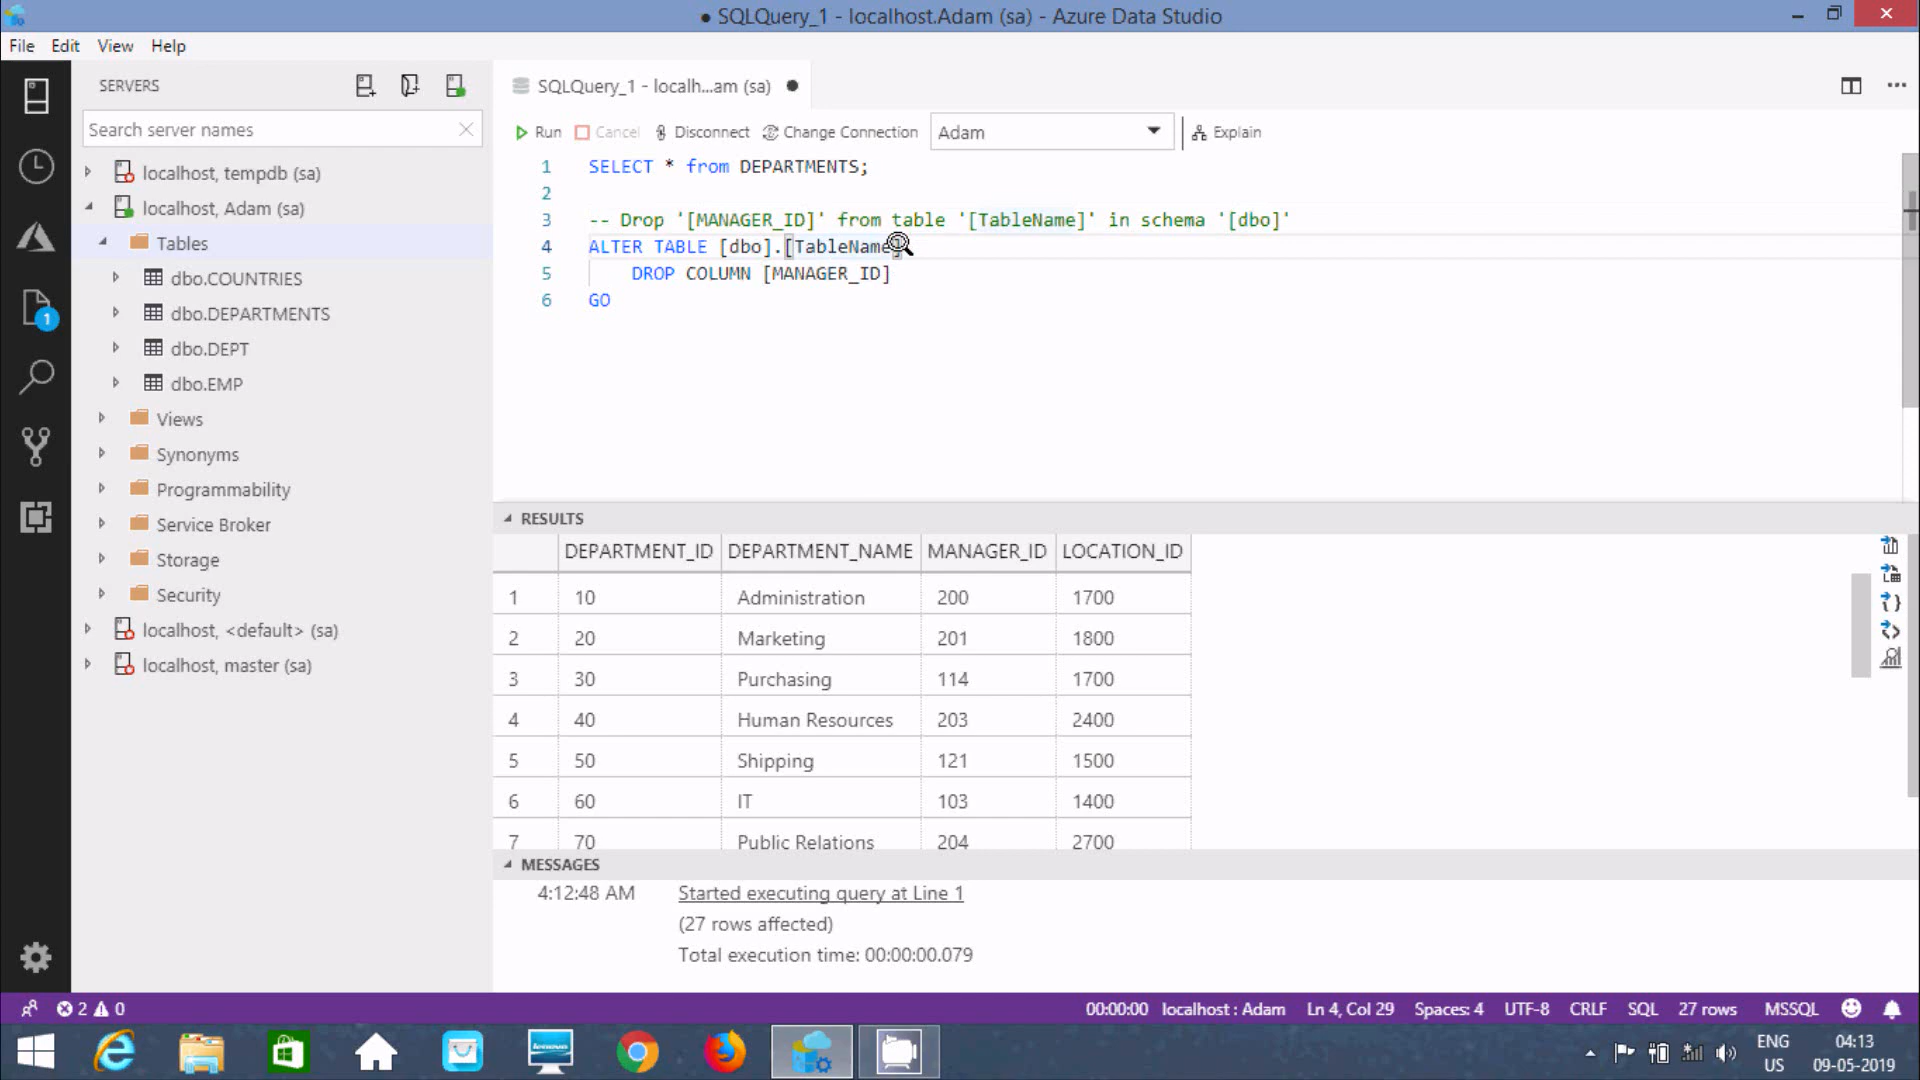 ● SQLQuery_1 - localhost.Adam (sa) - Azure Data Studio
File Edit View Help
SERVERS
Search server names
localhost, tempdb (sa)
localhost, Adam (sa)
Tables
dbo.COUNTRIES
dbo.DEPARTMENTS
dbo.DEPT
dbo.EMP
Views
Synonyms
Programmability
Service Broker
Storage
Security
localhost, <default> (sa)
localhost, master (sa)
1
SQLQuery_1 - localh...am (sa) ●
Run Cancel Disconnect Change Connection Adam Explain
1 SELECT * from DEPARTMENTS;
2
3 -- Drop '[MANAGER_ID]' from table '[TableName]' in schema '[dbo]'
4 ALTER TABLE [dbo].[TableName]
5 DROP COLUMN [MANAGER_ID]
6 GO
RESULTS
DEPARTMENT_ID DEPARTMENT_NAME MANAGER_ID LOCATION_ID
1 10 Administration 200 1700
2 20 Marketing 201 1800
3 30 Purchasing 114 1700
4 40 Human Resources 203 2400
5 50 Shipping 121 1500
6 60 IT 103 1400
7 70 Public Relations 204 2700
MESSAGES
4:12:48 AM Started executing query at Line 1
(27 rows affected)
Total execution time: 00:00:00.079
2 0 00:00:00 localhost : Adam Ln 4, Col 29 Spaces: 4 UTF-8 CRLF SQL 27 rows MSSQL
ENG 04:13
US 09-05-2019